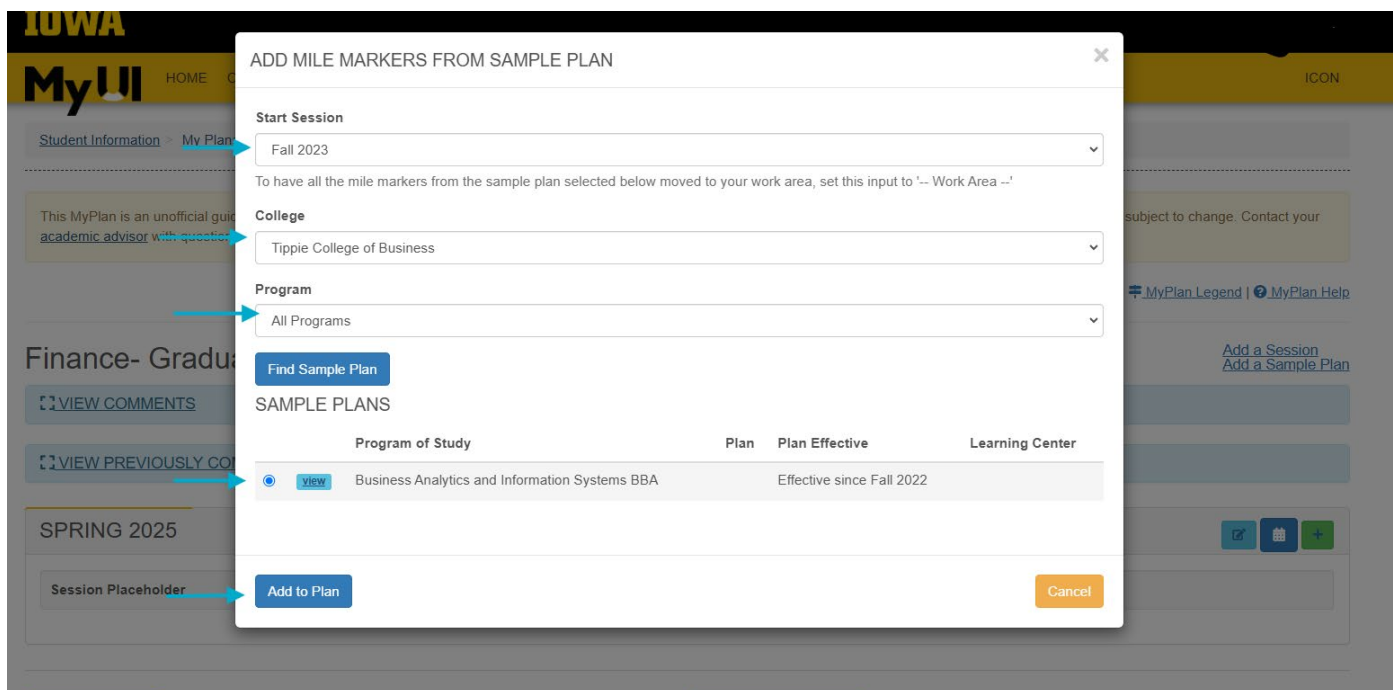 IOWA
ADD MILE MARKERS FROM SAMPLE PLAN
×
MyUI
HOME
ICON
Start Session
Student Information > My Plan
Fall 2023
To have all the mile markers from the sample plan selected below moved to your work area, set this input to '-- Work Area --'
This MyPlan is an unofficial
subject to change. Contact your
College
academic advisor with
Tippie College of Business
Program
MyPlan Legend | MyPlan Help
All Programs
Finance-
Add a Session
Find Sample Plan
Add a Sample Plan
VIEW COMMENTS
SAMPLE PLANS
Program of Study Plan Plan Effective Learning Center
VIEW PREVIOUSLY
view Business Analytics and Information Systems BBA Effective since Fall 2022
SPRING 2025
+
Session Placeholder
Add to Plan
Cancel